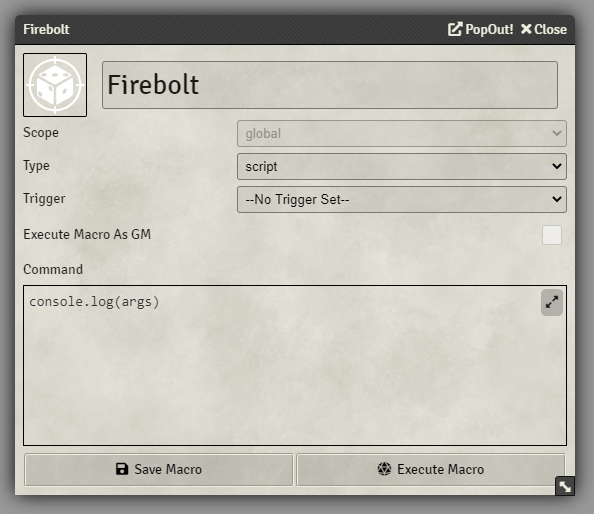 Firebolt PopOut! Close
Firebolt
Scope global
Type script
Trigger --No Trigger Set--
Execute Macro As GM
Command
console.log(args)
Save Macro Execute Macro